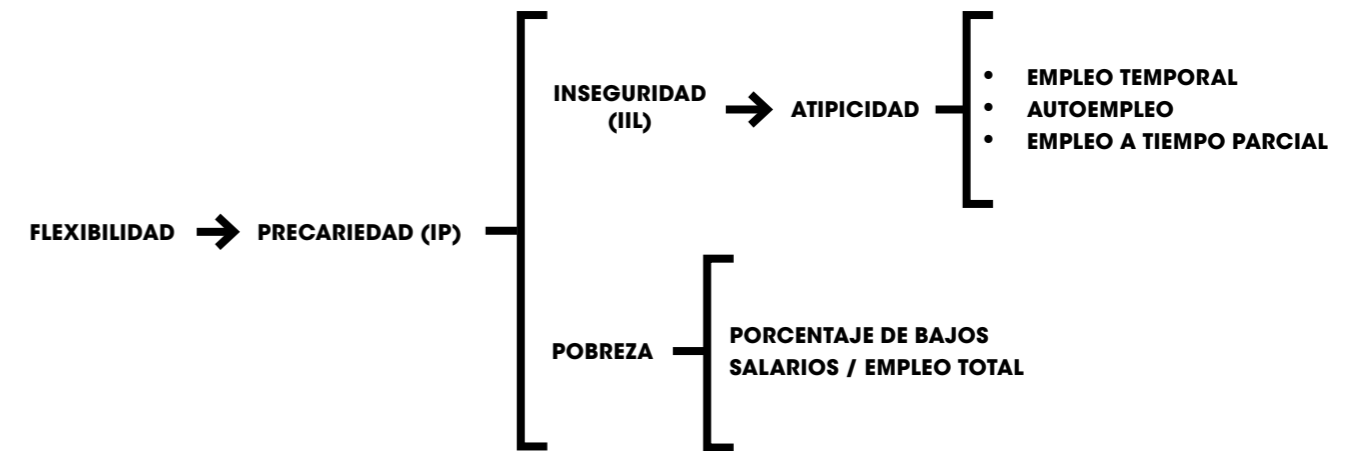 INSEGURIDAD
(IIL)
ATIPICIDAD
• EMPLEO TEMPORAL
• AUTOEMPLEO
• EMPLEO A TIEMPO PARCIAL
FLEXIBILIDAD
PRECARIEDAD (IP)
POBREZA
PORCENTAJE DE BAJOS
SALARIOS / EMPLEO TOTAL